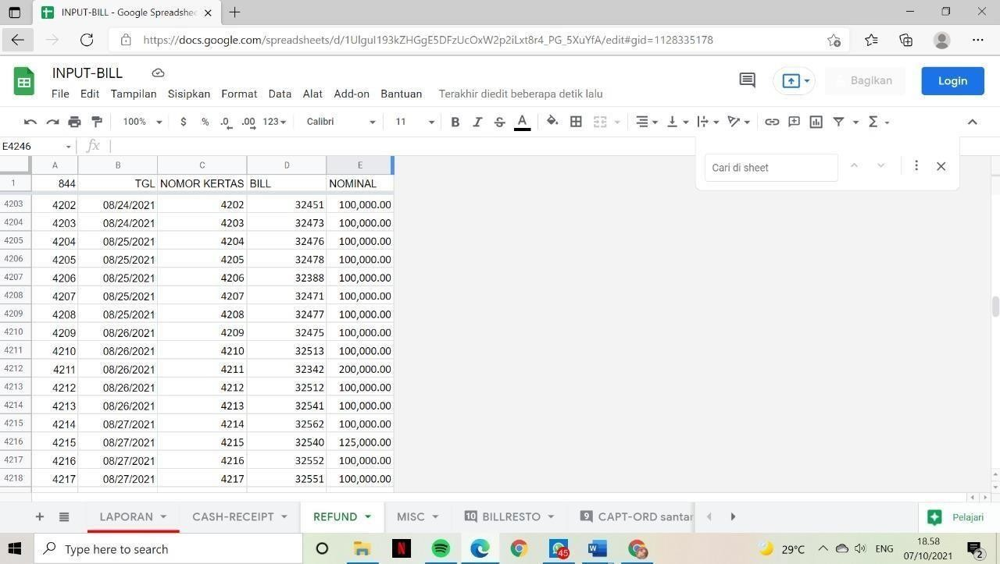 INPUT-BILL - Google Spreadshe
https://docs.google.com/spreadsheets/d/1UlguI193kZHGgE5DFzUcOxW2p2iLxt8r4_PG_5XuYfA/edit#gid=1128335178
INPUT-BILL
File Edit Tampilan Sisipkan Format Data Alat Add-on Bantuan Terakhir diedit beberapa detik lalu
Bagikan
Login
100% $ % .0 .00 123 Calibri 11 B I S A
E4246 fx
Cari di sheet
A B C D E
1 844 TGL NOMOR KERTAS BILL NOMINAL
4203 4202 08/24/2021 4202 32451 100,000.00
4204 4203 08/24/2021 4203 32473 100,000.00
4205 4204 08/25/2021 4204 32476 100,000.00
4206 4205 08/25/2021 4205 32478 100,000.00
4207 4206 08/25/2021 4206 32388 100,000.00
4208 4207 08/25/2021 4207 32471 100,000.00
4209 4208 08/25/2021 4208 32477 100,000.00
4210 4209 08/26/2021 4209 32475 100,000.00
4211 4210 08/26/2021 4210 32513 100,000.00
4212 4211 08/26/2021 4211 32342 200,000.00
4213 4212 08/26/2021 4212 32512 100,000.00
4214 4213 08/26/2021 4213 32541 100,000.00
4215 4214 08/27/2021 4214 32562 100,000.00
4216 4215 08/27/2021 4215 32540 125,000.00
4217 4216 08/27/2021 4216 32552 100,000.00
4218 4217 08/27/2021 4217 32551 100,000.00
LAPORAN CASH-RECEIPT REFUND MISC 10 BILLRESTO 9 CAPT-ORD santar
Pelajari
Type here to search
N
45
W
29°C
ENG
18.58
07/10/2021
2